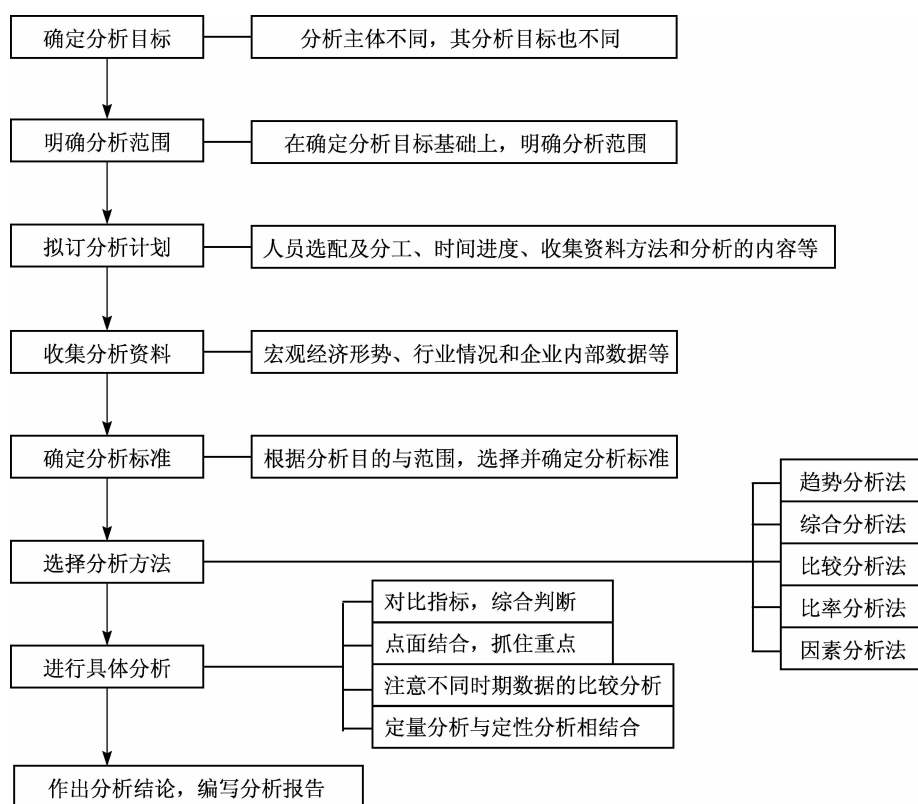 确定分析目标
分析主体不同，其分析目标也不同
明确分析范围
在确定分析目标基础上，明确分析范围
拟订分析计划
人员选配及分工、时间进度、收集资料方法和分析的内容等
收集分析资料
宏观经济形势、行业情况和企业内部数据等
确定分析标准
根据分析目的与范围，选择并确定分析标准
选择分析方法
趋势分析法
综合分析法
比较分析法
比率分析法
因素分析法
进行具体分析
对比指标，综合判断
点面结合，抓住重点
注意不同时期数据的比较分析
定量分析与定性分析相结合
作出分析结论，编写分析报告